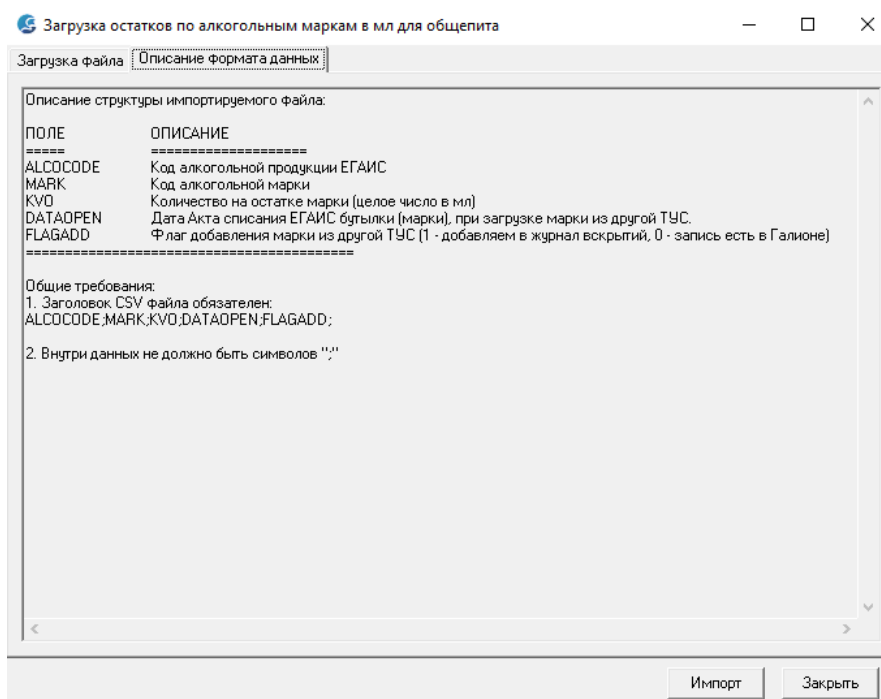 Загрузка остатков по алкогольным маркам в мл для общепита
Загрузка файла Описание формата данных
Описание структуры импортируемого файла:
ПОЛЕ ОПИСАНИЕ
===== ====================
ALCOCODE Код алкогольной продукции ЕГАИС
MARK Код алкогольной марки
KVO Количество на остатке марки (целое число в мл)
DATAOPEN Дата Акта списания ЕГАИС бутылки (марки), при загрузке марки из другой ТУС.
FLAGADD Флаг добавления марки из другой ТУС (1 - добавляем в журнал вскрытий, 0 - запись есть в Галионе)
==========================================
Общие требования:
1. Заголовок CSV файла обязателен:
ALCOCODE;MARK;KVO;DATAOPEN;FLAGADD;
2. Внутри данных не должно быть символов ";"
Импорт Закрыть